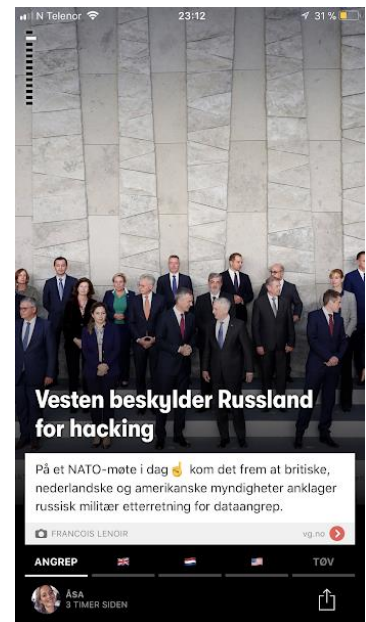 N Telenor 23:12 31 %
Vesten beskylder Russland
for hacking
På et NATO-møte i dag☝️ kom det frem at britiske,
nederlandske og amerikanske myndigheter anklager
russisk militær etterretning for dataangrep.
FRANCOIS LENOIR vg.no
ANGREP 🇬🇧 🇳🇱 🇺🇸 TØV
ÅSA
3 TIMER SIDEN